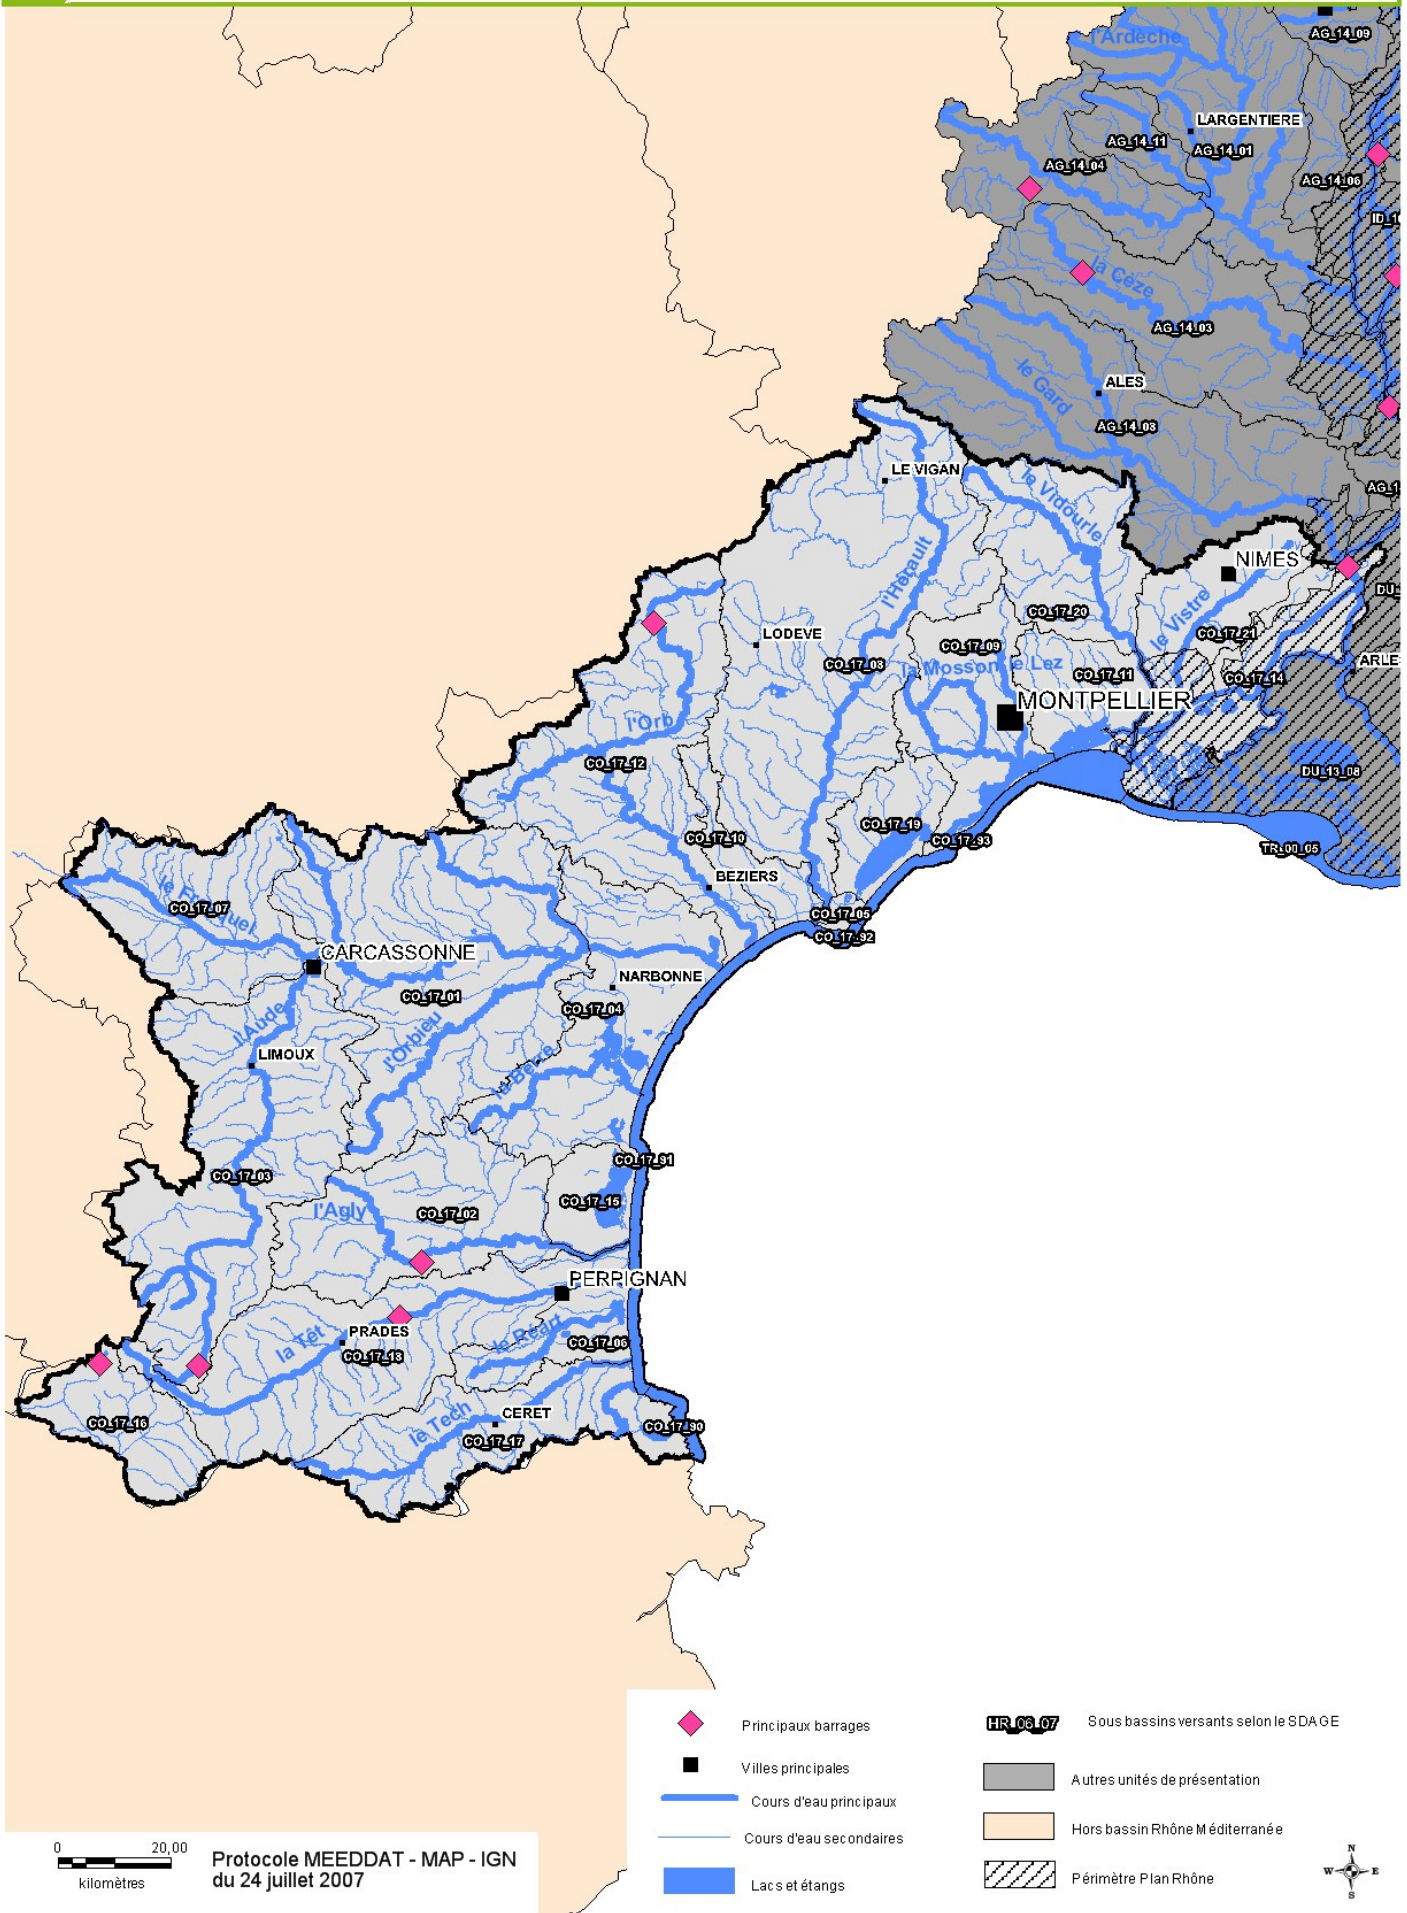 AG_14_09
l'Ardèche
LARGENTIERE
AG_14_11
AG_14_01
AG_14_04
AG_14_06
la Cèze
AG_14_03
le Gard
ALES
AG_14_08
LE VIGAN
le Vidourle
NIMES
l'Hérault
le Vistre
CO_17_20
CO_17_21
LODEVE
CO_17_08
CO_17_09
la Mosson
le Lez
CO_17_11
CO_17_14
MONTPELLIER
l'Orb
CO_17_12
DU_13_08
CO_17_10
CO_17_19
CO_17_93
TR_00_05
BEZIERS
CO_17_07
CO_17_05
CO_17_92
CARCASSONNE
NARBONNE
CO_17_01
CO_17_04
l'Aude
l'Orbieu
LIMOUX
la Berre
CO_17_91
CO_17_03
CO_17_15
l'Agly
CO_17_02
PERPIGNAN
PRADES
la Têt
le Réart
CO_17_18
CO_17_06
CO_17_16
le Tech
CERET
CO_17_17
CO_17_90
Principaux barrages
Villes principales
Cours d'eau principaux
Cours d'eau secondaires
Lacs et étangs
HR_06_07
Sous bassins versants selon le SDAGE
Autres unités de présentation
Hors bassin Rhône Méditerranée
Périmètre Plan Rhône
N
W
E
S
0
20,00
kilomètres
Protocole MEEDDAT - MAP - IGN
du 24 juillet 2007